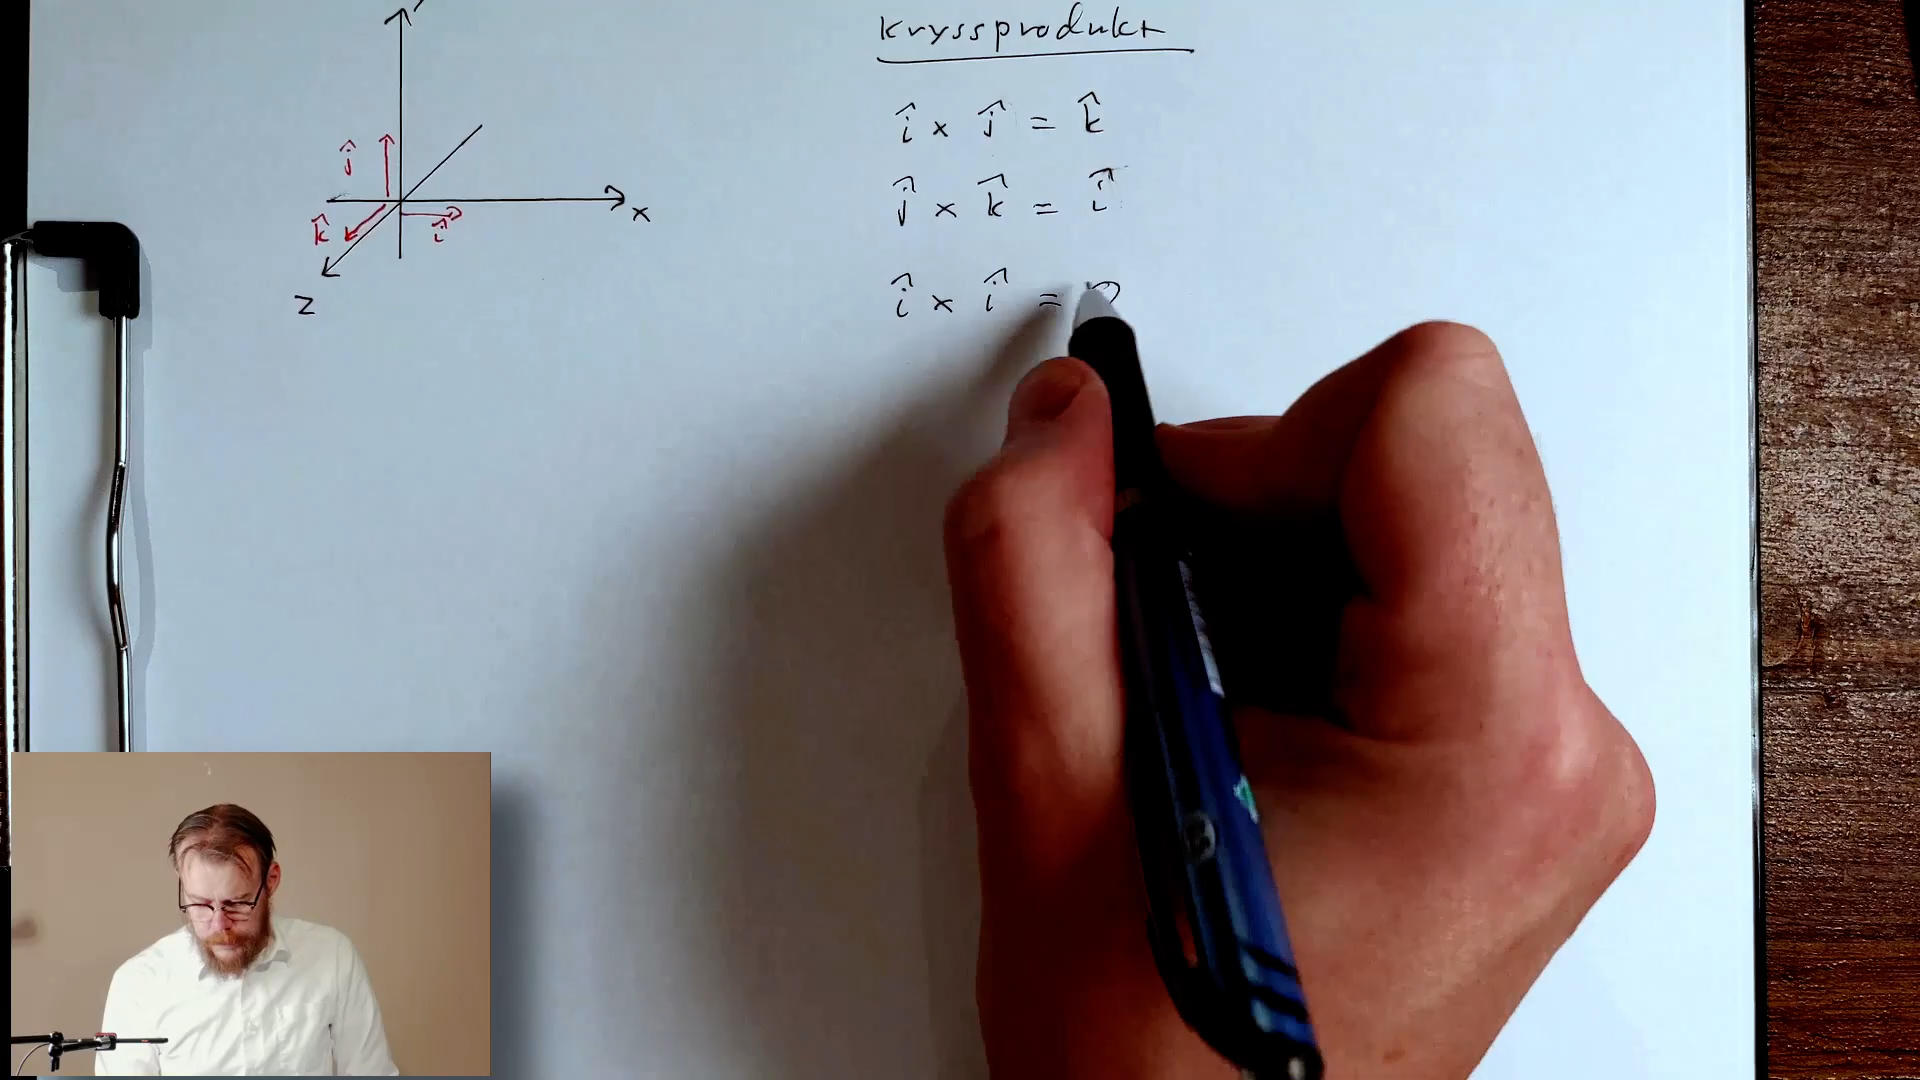 Kryssprodukt
î × ĵ = k̂
ĵ × k̂ = î
î × î =
ĵ
k̂
î
x
z